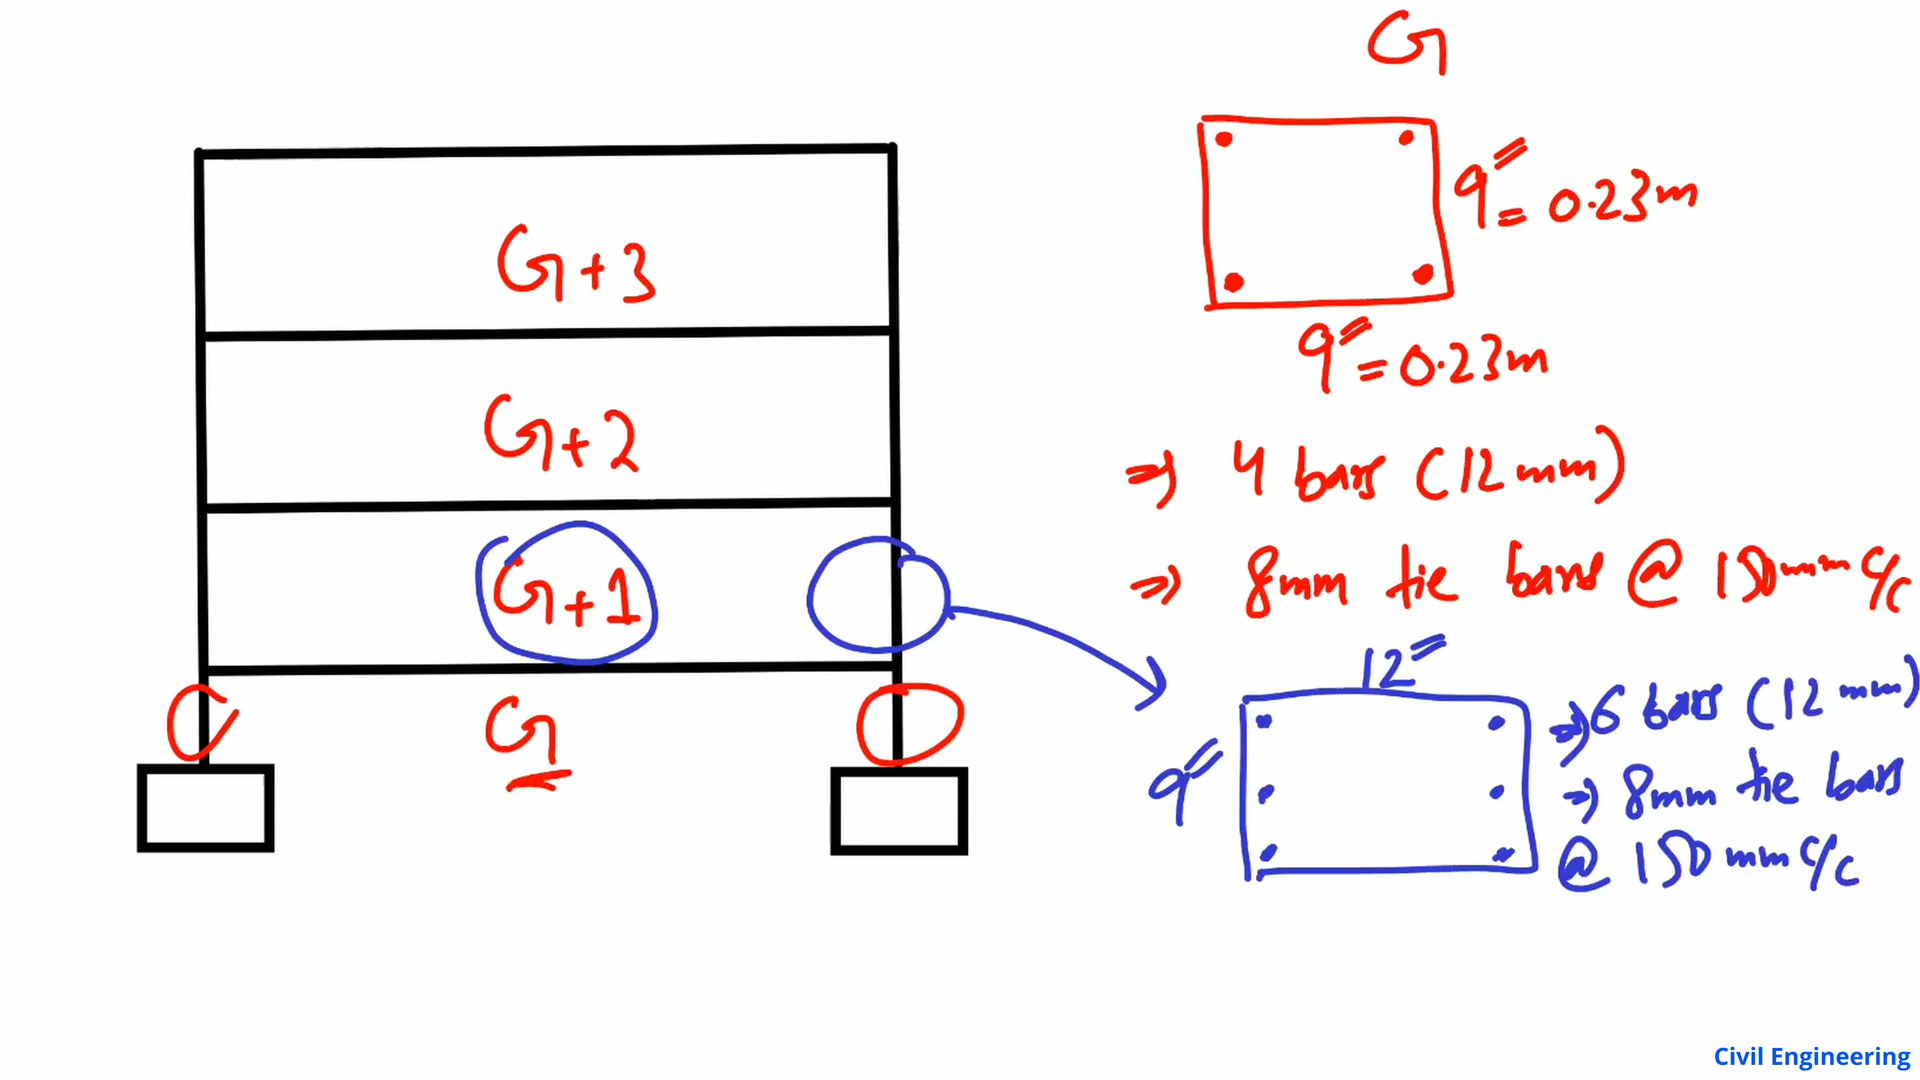 G
9" = 0.23m
9" = 0.23m
⇒ 4 bars (12 mm)
⇒ 8mm tie bars @ 150mm c/c
G+3
G+2
G+1
G
12"
9"
⇒ 6 bars (12 mm)
⇒ 8mm tie bars
@ 150 mm c/c
Civil Engineering